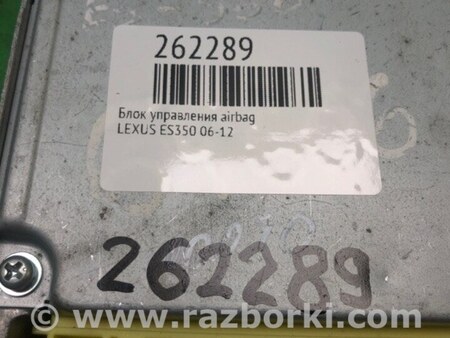 262289
Блок управления airbag
LEXUS ES350 06-12
262289
www.razborki.com